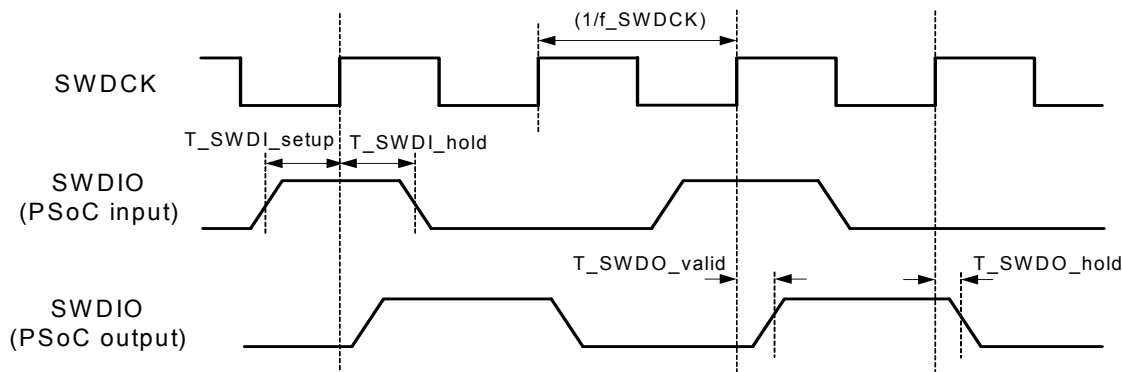 (1/f_SWDCK)
SWDCK
T_SWDI_setup
T_SWDI_hold
SWDIO
(PSoC input)
T_SWDO_valid
T_SWDO_hold
SWDIO
(PSoC output)